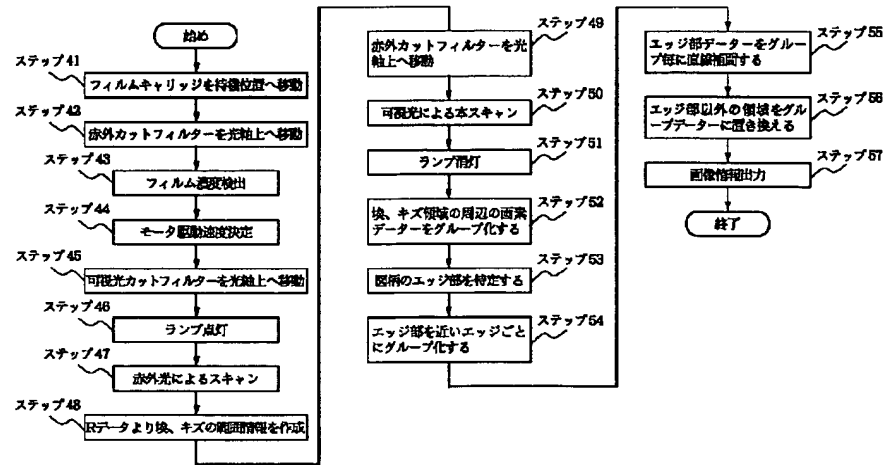 始め
ステップ41
フィルムキャリッジを待機位置へ移動
ステップ42
赤外カットフィルターを光軸上へ移動
ステップ43
フィルム濃度検出
ステップ44
モータ駆動速度決定
ステップ45
可視光カットフィルターを光軸上へ移動
ステップ46
ランプ点灯
ステップ47
赤外光によるスキャン
ステップ48
Rデータより埃、キズの範囲情報を作成
ステップ49
赤外カットフィルターを光
軸上へ移動
ステップ50
可視光による本スキャン
ステップ51
ランプ消灯
ステップ52
埃、キズ領域の周辺の画素
データーをグループ化する
ステップ53
図柄のエッジ部を特定する
ステップ54
エッジ部を近いエッジごと
にグループ化する
ステップ55
エッジ部データーをグルー
プ毎に直線補間する
ステップ56
エッジ部以外の領域をグル
ープデーターに置き換える
ステップ57
画像情報出力
終了